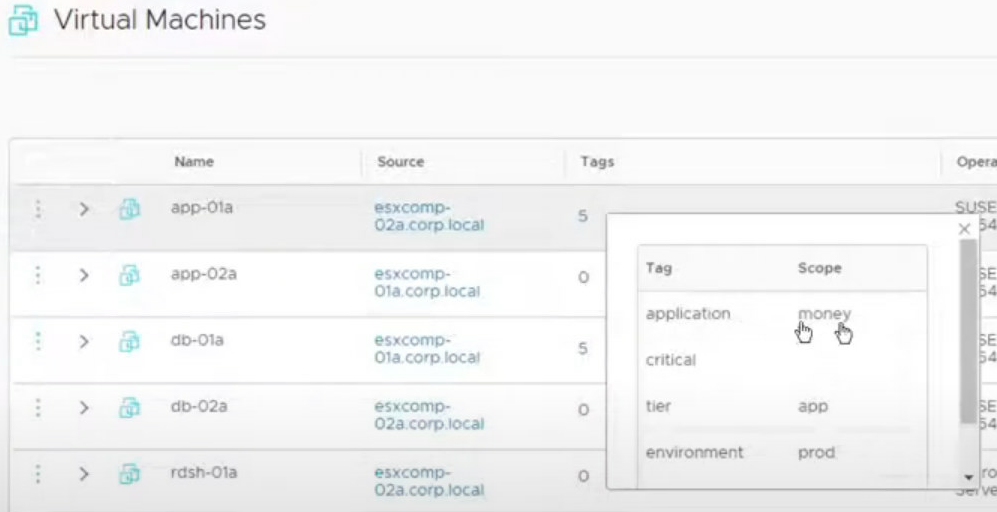 Virtual Machines
Name Source Tags Opera
app-01a esxcomp-02a.corp.local 5 SUSE
54
app-02a esxcomp-01a.corp.local 0 SE
54
db-01a esxcomp-01a.corp.local 5 SE
54
db-02a esxcomp-02a.corp.local 0 SE
54
rdsh-01a esxcomp-02a.corp.local 0 ro
Serve
Tag Scope
application money
critical
tier app
environment prod